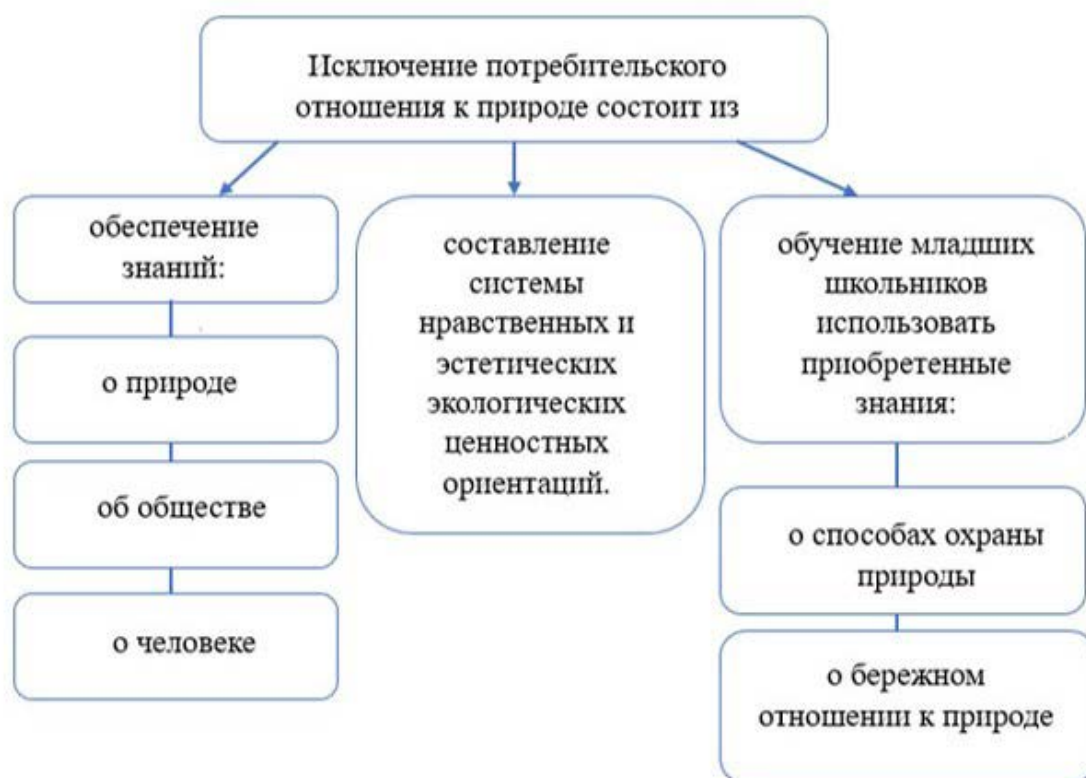 Исключение потребительского
отношения к природе состоит из
обеспечение
знаний:
о природе
об обществе
о человеке
составление
системы
нравственных и
эстетических
экологических
ценностных
ориентаций.
обучение младших
школьников
использовать
приобретенные
знания:
о способах охраны
природы
о бережном
отношении к природе